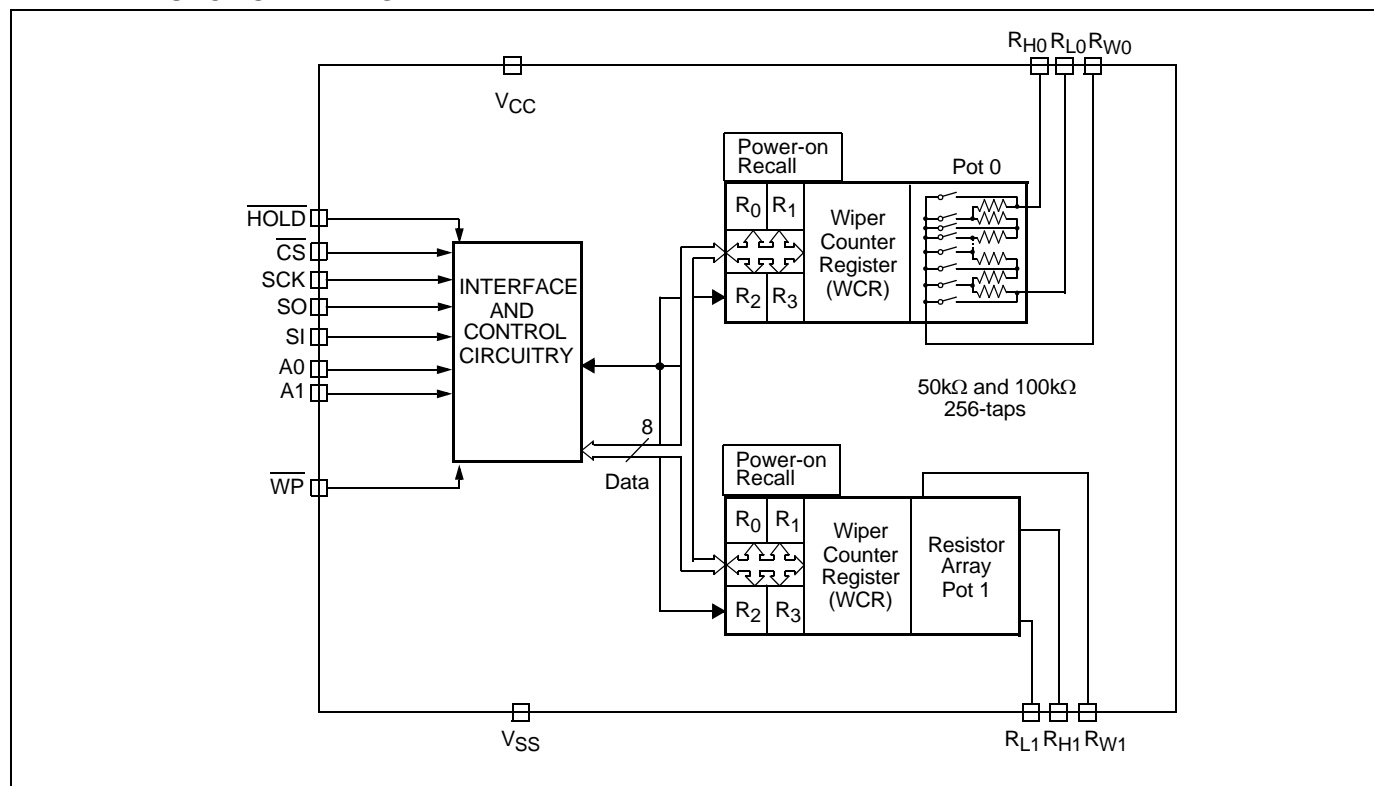 RH0 RL0 RW0
VCC
Power-on
Recall
Pot 0
R0 R1
R2 R3
Wiper
Counter
Register
(WCR)
HOLD
CS
SCK
SO
SI
A0
A1
WP
INTERFACE
AND
CONTROL
CIRCUITRY
50kΩ and 100kΩ
256-taps
8
Data
Power-on
Recall
R0 R1
R2 R3
Wiper
Counter
Register
(WCR)
Resistor
Array
Pot 1
VSS
RL1 RH1 RW1